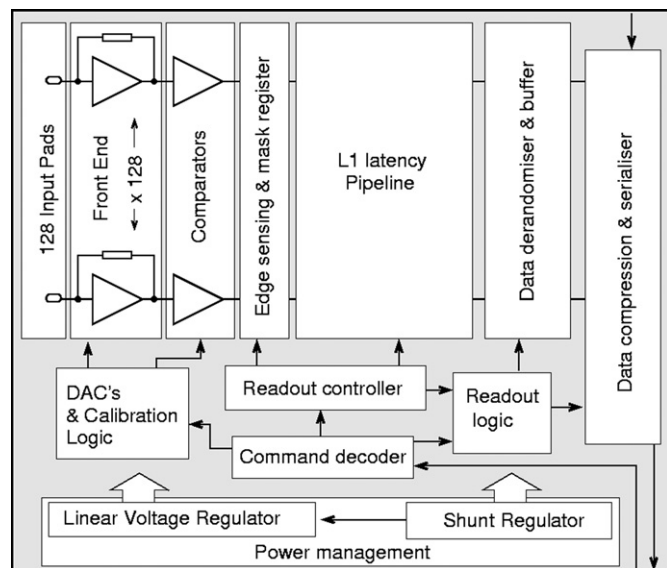 128 Input Pads
Front End
x 128
Comparators
Edge sensing & mask register
L1 latency
Pipeline
Data derandomiser & buffer
Data compression & serialiser
DAC's
& Calibration
Logic
Readout controller
Readout
logic
Command decoder
Linear Voltage Regulator
Shunt Regulator
Power management